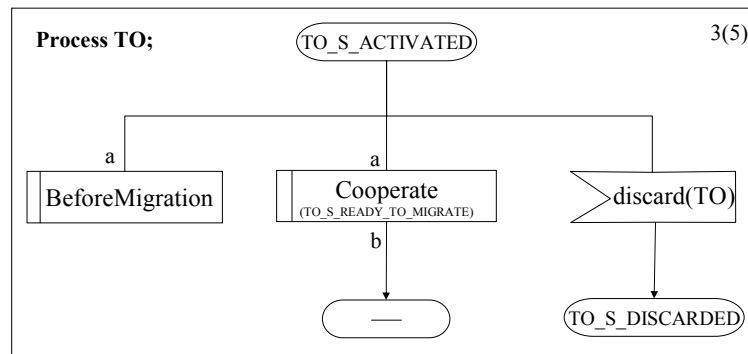 Process TO;
TO_S_ACTIVATED
3(5)
a
a
BeforeMigration
Cooperate
(TO_S_READY_TO_MIGRATE)
discard(TO)
b
TO_S_DISCARDED